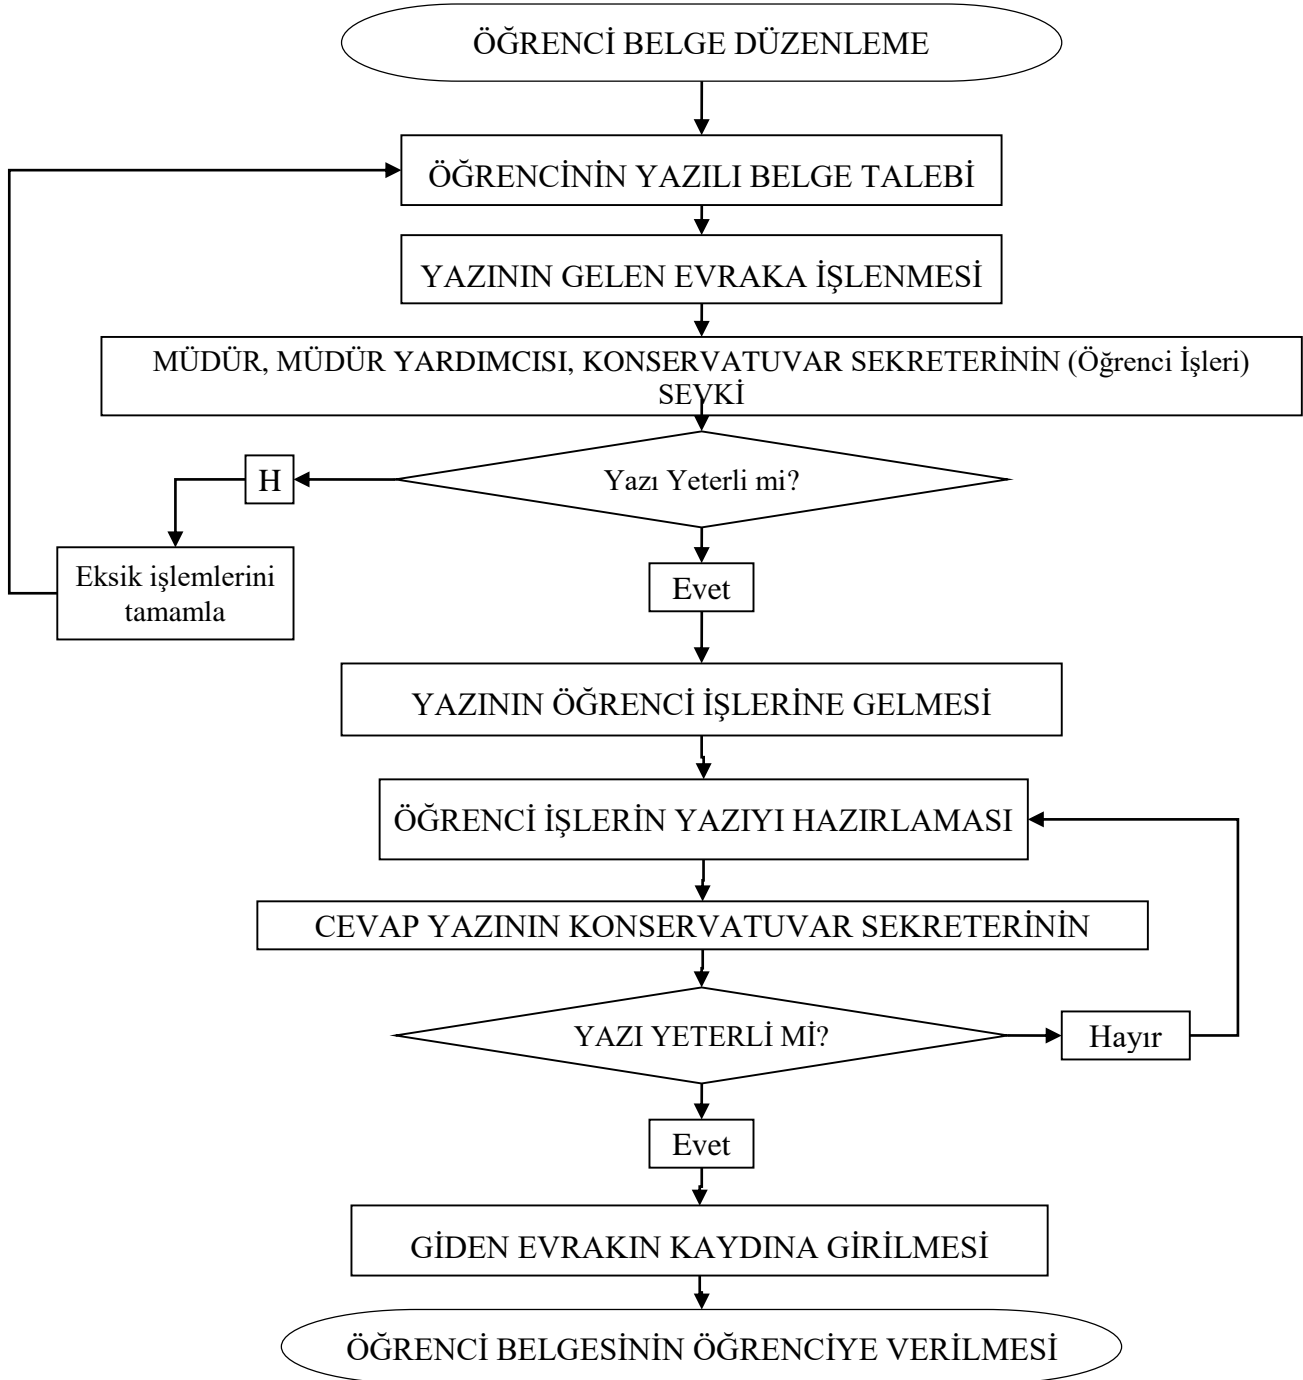 ÖĞRENCİ BELGE DÜZENLEME
ÖĞRENCİNİN YAZILI BELGE TALEBİ
YAZININ GELEN EVRAKA İŞLENMESİ
MÜDÜR, MÜDÜR YARDIMCISI, KONSERVATUVAR SEKRETERİNİN (Öğrenci İşleri)
SEVKİ
Yazı Yeterli mi?
H
Eksik işlemlerini
tamamla
Evet
YAZININ ÖĞRENCİ İŞLERİNE GELMESİ
ÖĞRENCİ İŞLERİN YAZIYI HAZIRLAMASI
CEVAP YAZININ KONSERVATUVAR SEKRETERİNİN
YAZI YETERLİ Mİ?
Hayır
Evet
GİDEN EVRAKIN KAYDINA GİRİLMESİ
ÖĞRENCİ BELGESİNİN ÖĞRENCİYE VERİLMESİ